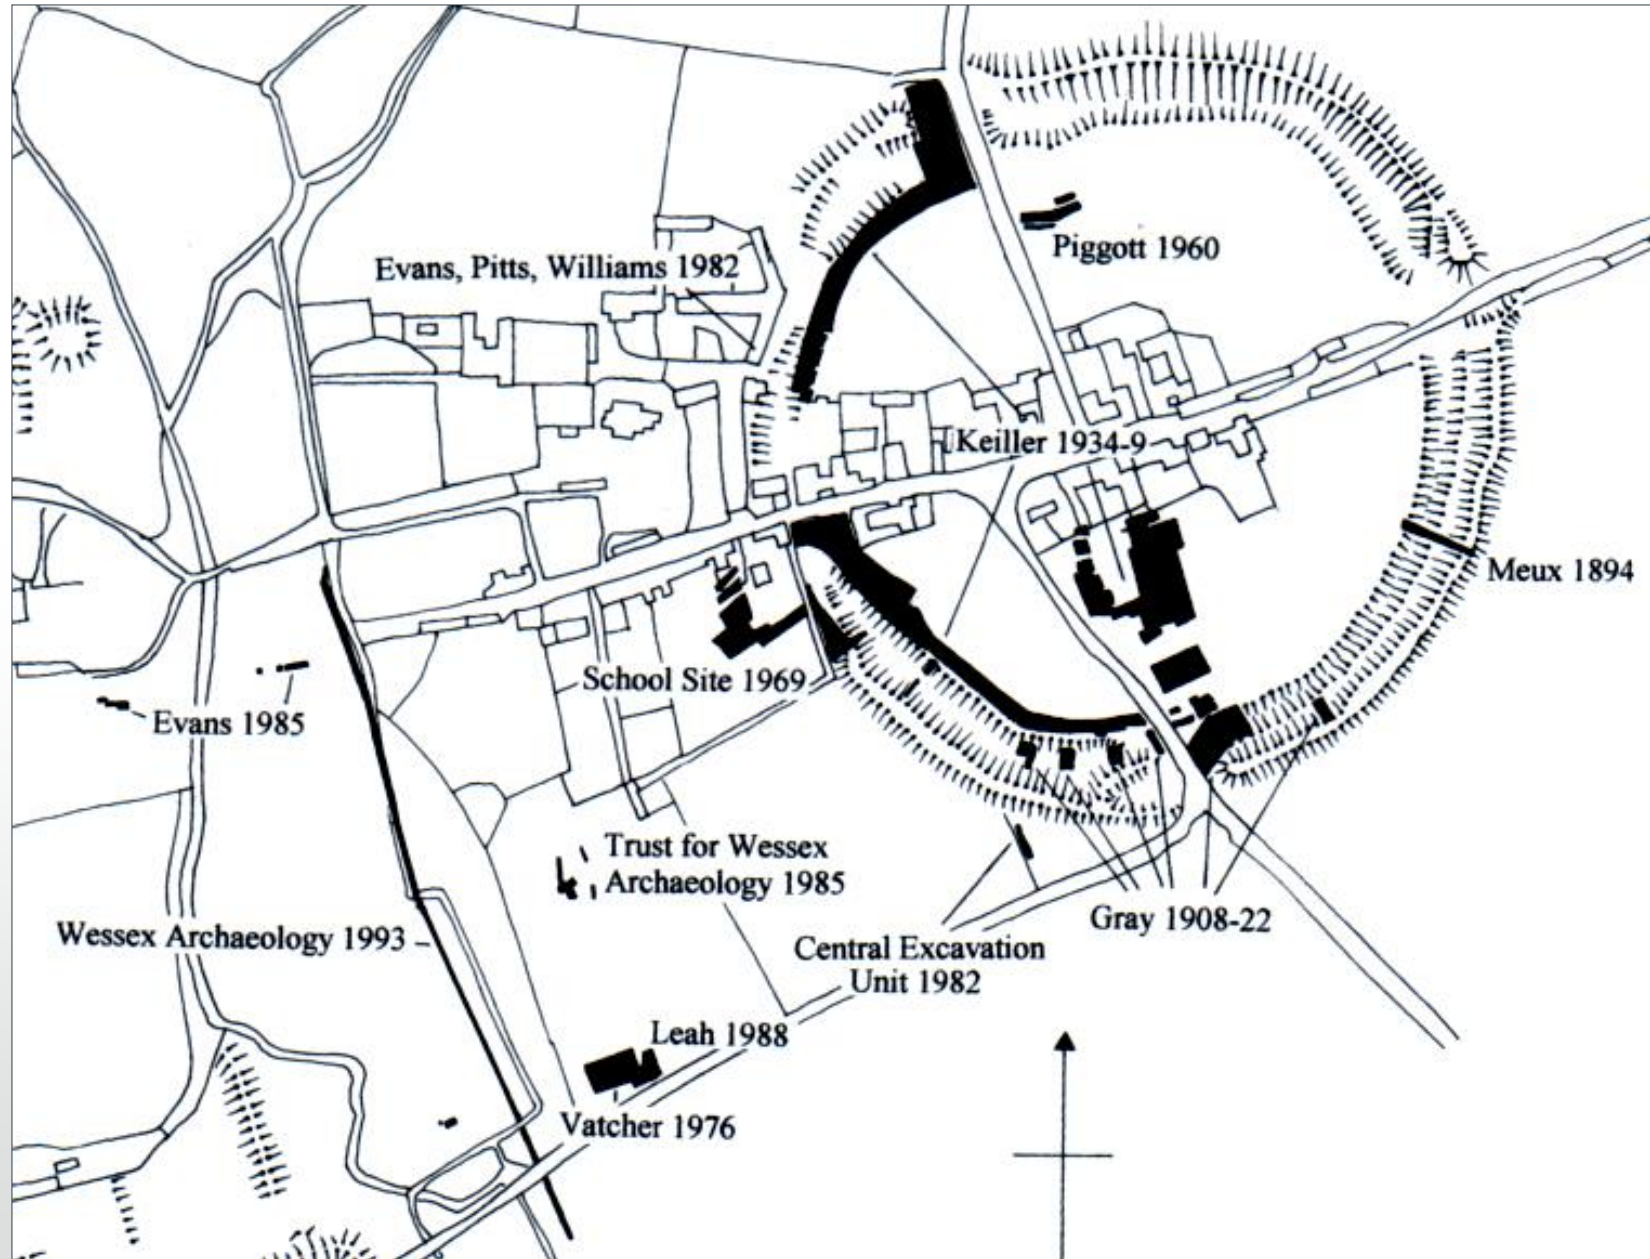 Piggott 1960
Evans, Pitts, Williams 1982
Keiller 1934-9
Meux 1894
School Site 1969
Evans 1985
Trust for Wessex
Archaeology 1985
Gray 1908-22
Wessex Archaeology 1993
Central Excavation
Unit 1982
Leah 1988
Vatcher 1976